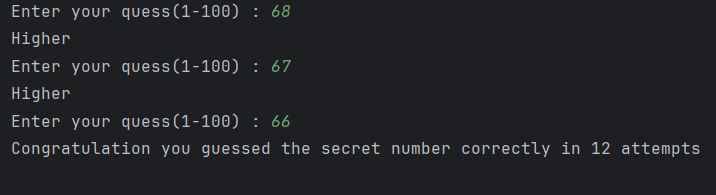 Enter your quess(1-100) : 68
Higher
Enter your quess(1-100) : 67
Higher
Enter your quess(1-100) : 66
Congratulation you guessed the secret number correctly in 12 attempts